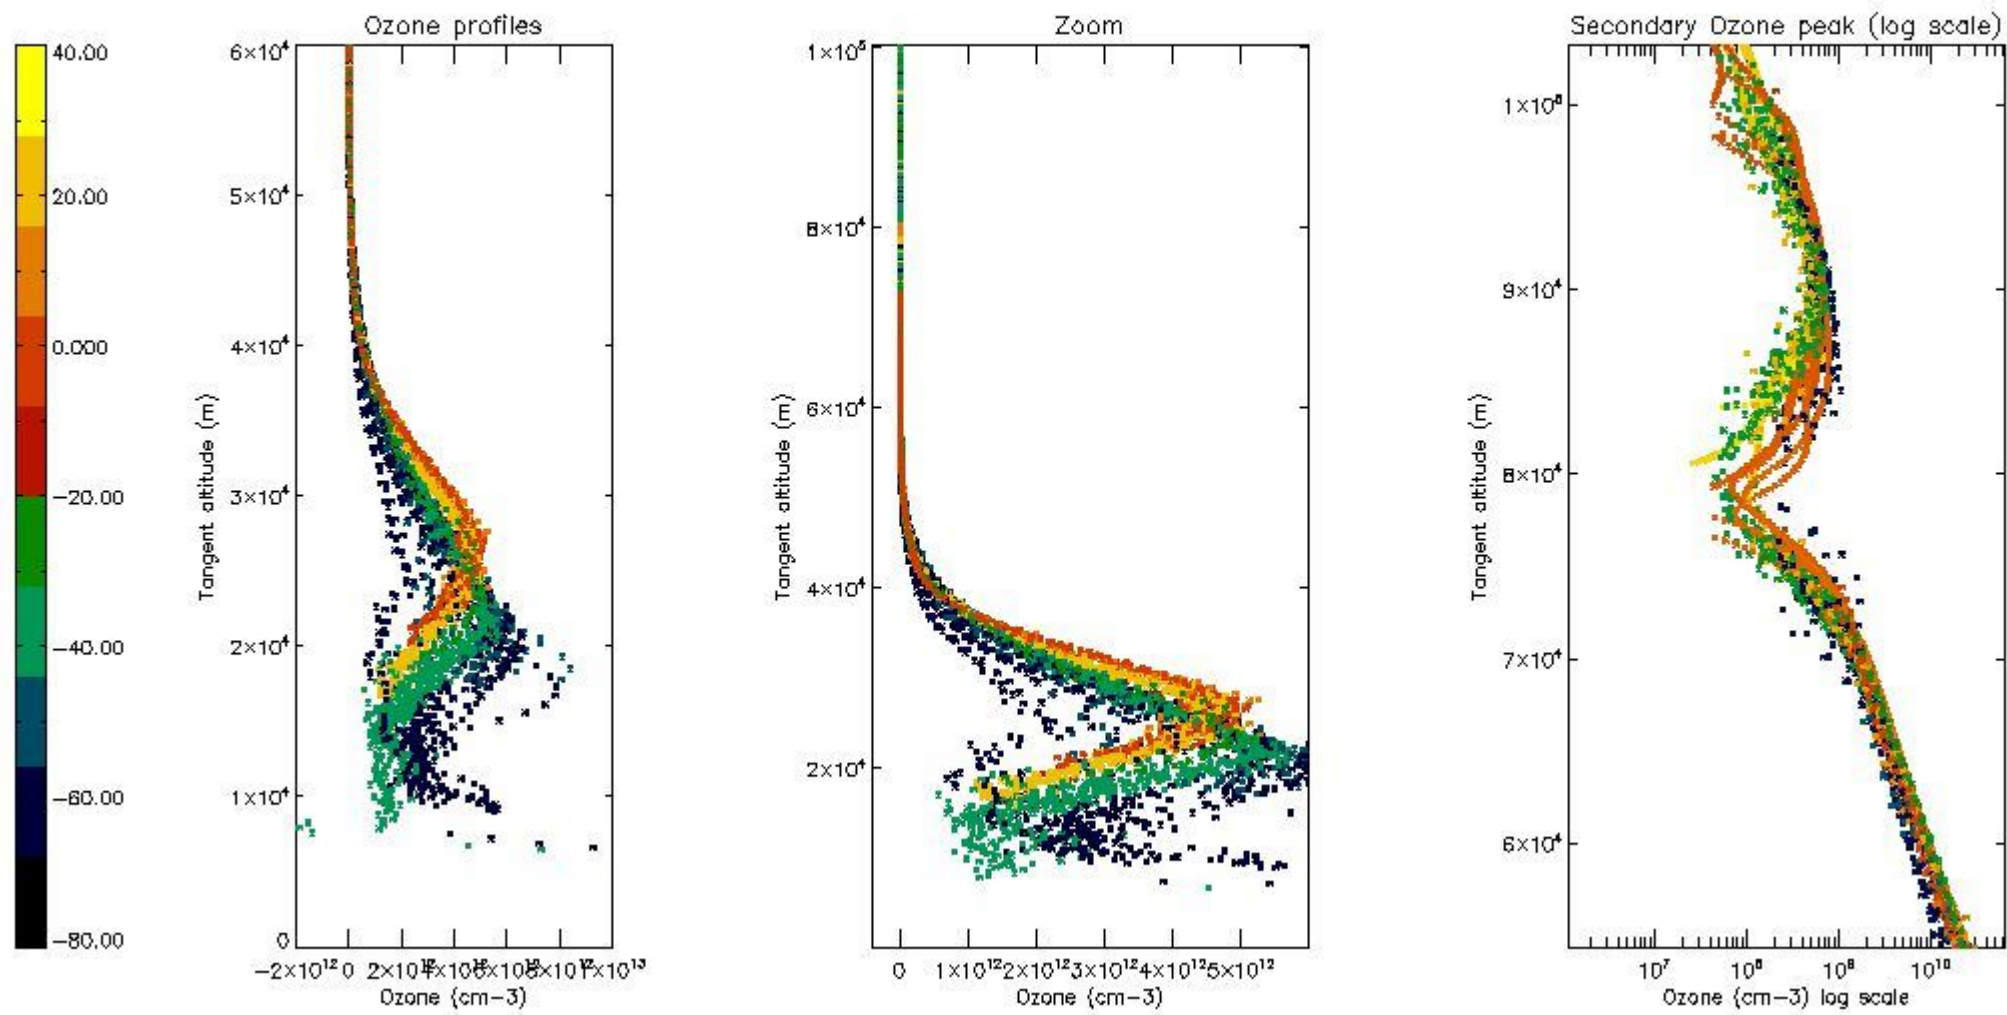 Ozone profiles
Zoom
Secondary Ozone peak (log scale)
40.00
20.00
0.000
−20.00
−40.00
−60.00
−80.00
6×10⁴
5×10⁴
4×10⁴
3×10⁴
2×10⁴
1×10⁴
0
Tangent altitude (m)
−2×10¹² 0
Ozone (cm−3)
1×10⁵
8×10⁴
6×10⁴
4×10⁴
2×10⁴
Tangent altitude (m)
0 1×10¹² 2×10¹² 3×10¹² 4×10¹² 5×10¹²
Ozone (cm−3)
9×10⁴
8×10⁴
7×10⁴
6×10⁴
Tangent altitude (m)
10⁷ 10⁸ 10⁹ 10¹⁰
Ozone (cm−3) log scale